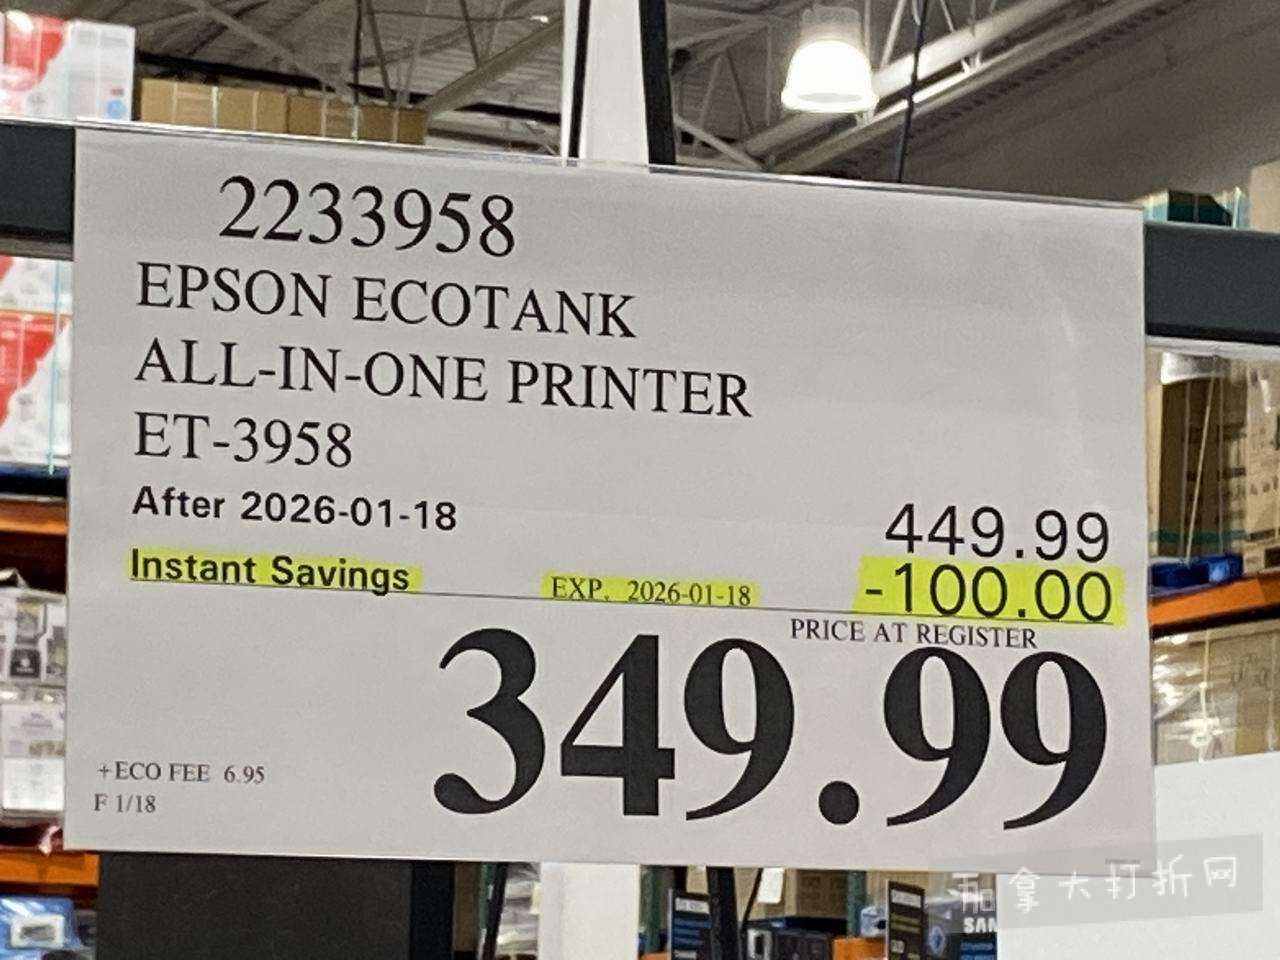 2233958
EPSON ECOTANK
ALL-IN-ONE PRINTER
ET-3958
After 2026-01-18 449.99
Instant Savings EXP. 2026-01-18 -100.00
PRICE AT REGISTER
349.99
+ECO FEE 6.95
F 1/18
加拿大打折网
SAM